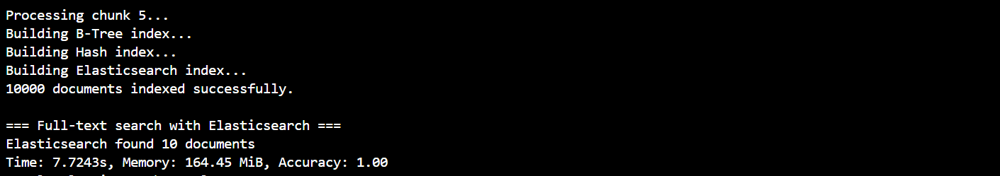 Processing chunk 5...
Building B-Tree index...
Building Hash index...
Building Elasticsearch index...
10000 documents indexed successfully.
=== Full-text search with Elasticsearch ===
Elasticsearch found 10 documents
Time: 7.7243s, Memory: 164.45 MiB, Accuracy: 1.00